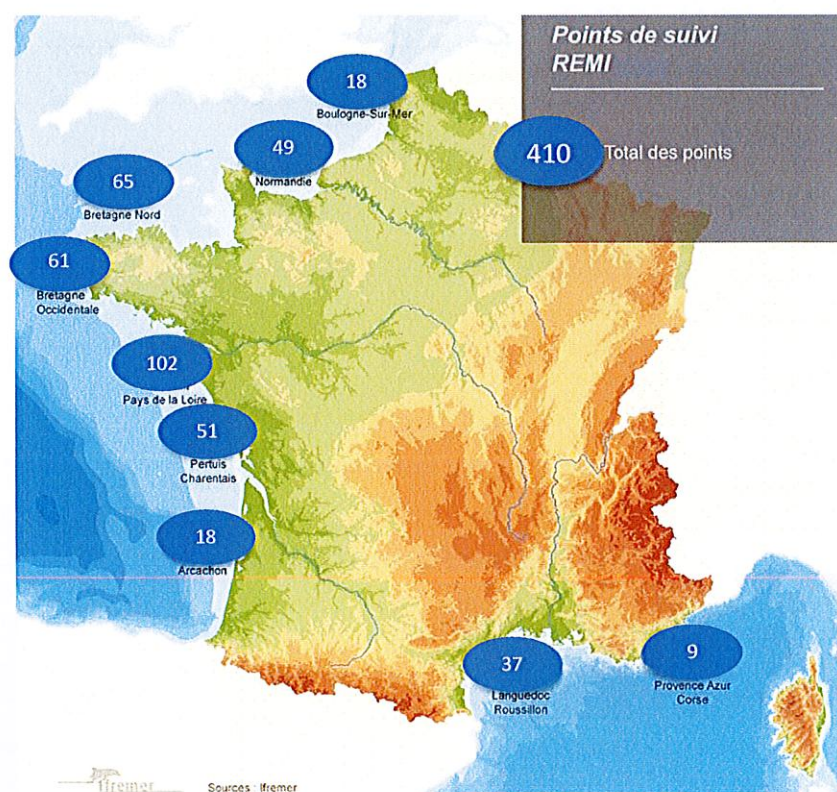 Points de suivi
REMI
410
Total des points
18
Boulogne-Sur-Mer
49
Normandie
65
Bretagne Nord
61
Bretagne
Occidentale
102
Pays de la Loire
51
Pertuis
Charentais
18
Arcachon
37
Languedoc
Roussillon
9
Provence Azur
Corse
Ifremer
Sources : Ifremer